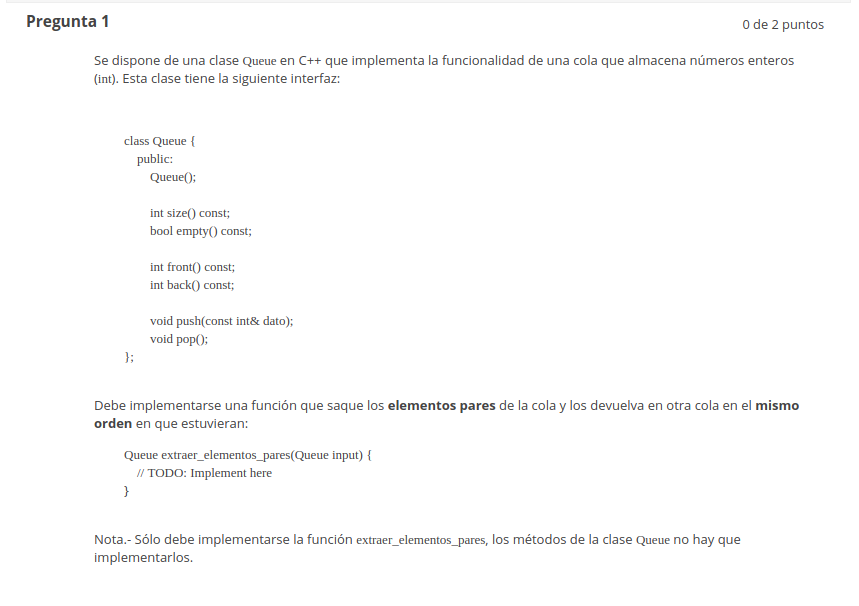 Pregunta 1
0 de 2 puntos
Se dispone de una clase Queue en C++ que implementa la funcionalidad de una cola que almacena números enteros
(int). Esta clase tiene la siguiente interfaz:
class Queue {
public:
Queue();
int size() const;
bool empty() const;
int front() const;
int back() const;
void push(const int& dato);
void pop();
};
Debe implementarse una función que saque los elementos pares de la cola y los devuelva en otra cola en el mismo
orden en que estuvieran:
Queue extraer_elementos_pares(Queue input) {
// TODO: Implement here
}
Nota.- Sólo debe implementarse la función extraer_elementos_pares, los métodos de la clase Queue no hay que
implementarlos.